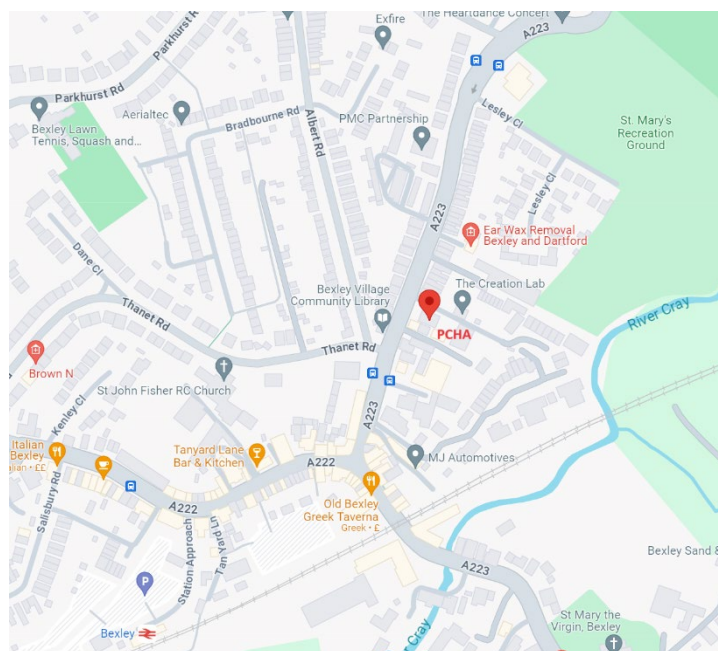 Exfire
The Heartdance Concert
A223
Parkhurst Rd
Parkhurst Rd
Aerialtec
Bradbourne Rd
Albert Rd
PMC Partnership
Lesley Cl
St. Mary's
Recreation
Ground
Bexley Lawn
Tennis, Squash and...
A223
Lesley Cl
Ear Wax Removal
Bexley and Dartford
Dane Cl
Bexley Village
Community Library
The Creation Lab
River Cray
Thanet Rd
PCHA
Thanet Rd
Brown N
St John Fisher RC Church
Kenley Cl
A223
Italian
Bexley
alian • ££
Tanyard Lane
Bar & Kitchen
A222
MJ Automotives
Salisbury Rd
A222
Old Bexley
Greek Taverna
Greek • £
Station Approach
Tan Yard Ln
P
A223
Bexley Sand &
Bexley
er Cray
St Mary the
Virgin, Bexley